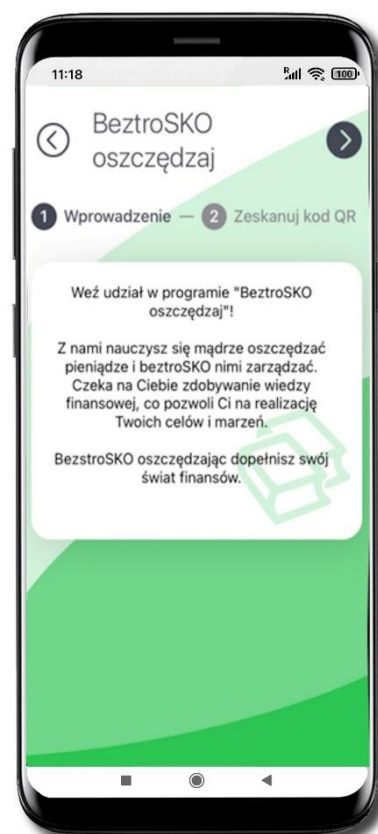 11:18
R
100
BeztroSKO
oszczędzaj
1 Wprowadzenie — 2 Zeskanuj kod QR
Weź udział w programie "BeztroSKO
oszczędzaj"!
Z nami nauczysz się mądrze oszczędzać
pieniądze i beztroSKO nimi zarządzać.
Czeka na Ciebie zdobywanie wiedzy
finansowej, co pozwoli Ci na realizację
Twoich celów i marzeń.
BezstroSKO oszczędzając dopełnisz swój
świat finansów.